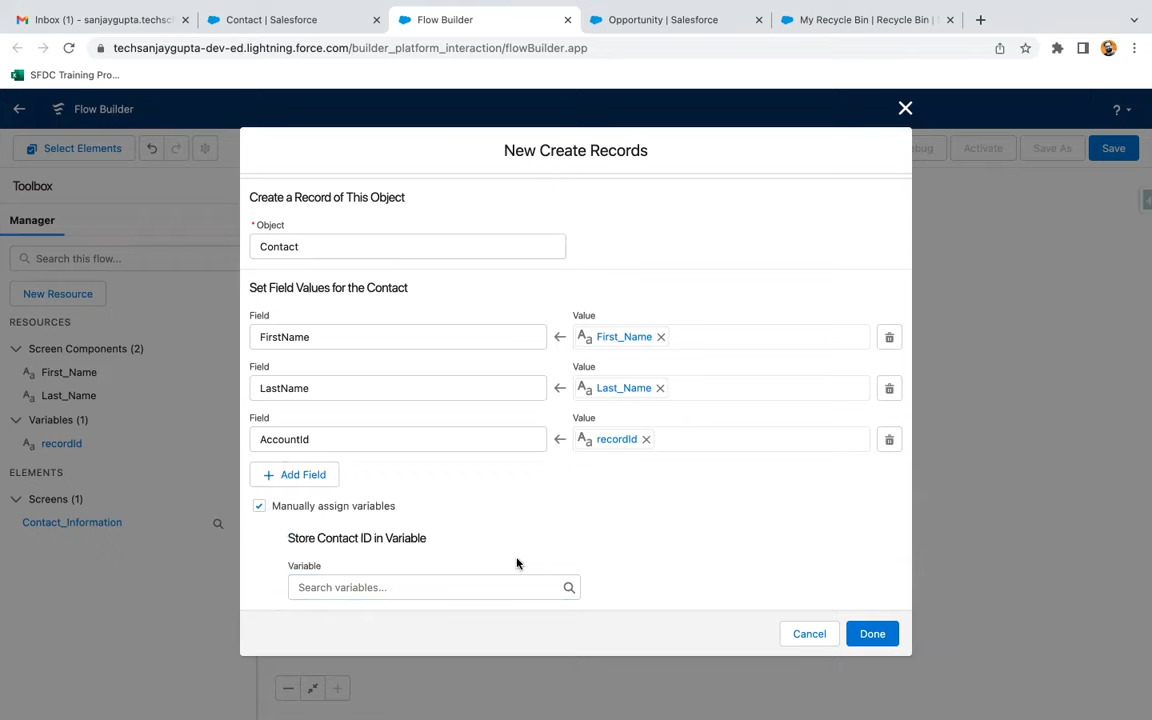 Inbox (1) - sanjaygupta.techscl
Contact | Salesforce
Flow Builder
Opportunity | Salesforce
My Recycle Bin | Recycle Bin |
techsanjaygupta-dev-ed.lightning.force.com/builder_platform_interaction/flowBuilder.app
SFDC Training Pro...
Flow Builder
?
Select Elements
Activate
Save As
Save
New Create Records
Toolbox
Manager
Search this flow...
New Resource
RESOURCES
Screen Components (2)
First_Name
Last_Name
Variables (1)
recordId
ELEMENTS
Screens (1)
Contact_Information
Create a Record of This Object
* Object
Contact
Set Field Values for the Contact
Field Value
FirstName First_Name
Field Value
LastName Last_Name
Field Value
AccountId recordId
Add Field
Manually assign variables
Store Contact ID in Variable
Variable
Search variables...
Cancel Done